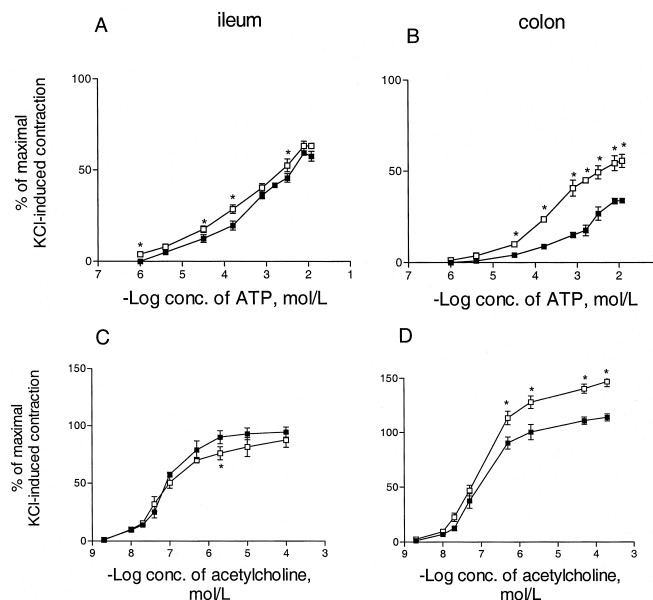 ileum
colon
A
B
% of maximal
KCl-induced contraction
100
50
0
* * * *
7 6 5 4 3 2 1
-Log conc. of ATP, mol/L
100
50
0
* * * * * * *
7 6 5 4 3 2
-Log conc. of ATP, mol/L
C
D
% of maximal
KCl-induced contraction
150
100
50
0
*
9 8 7 6 5 4 3
-Log conc. of acetylcholine,
mol/L
150
100
50
0
* * * *
9 8 7 6 5 4 3
-Log conc. of acetylcholine,
mol/L